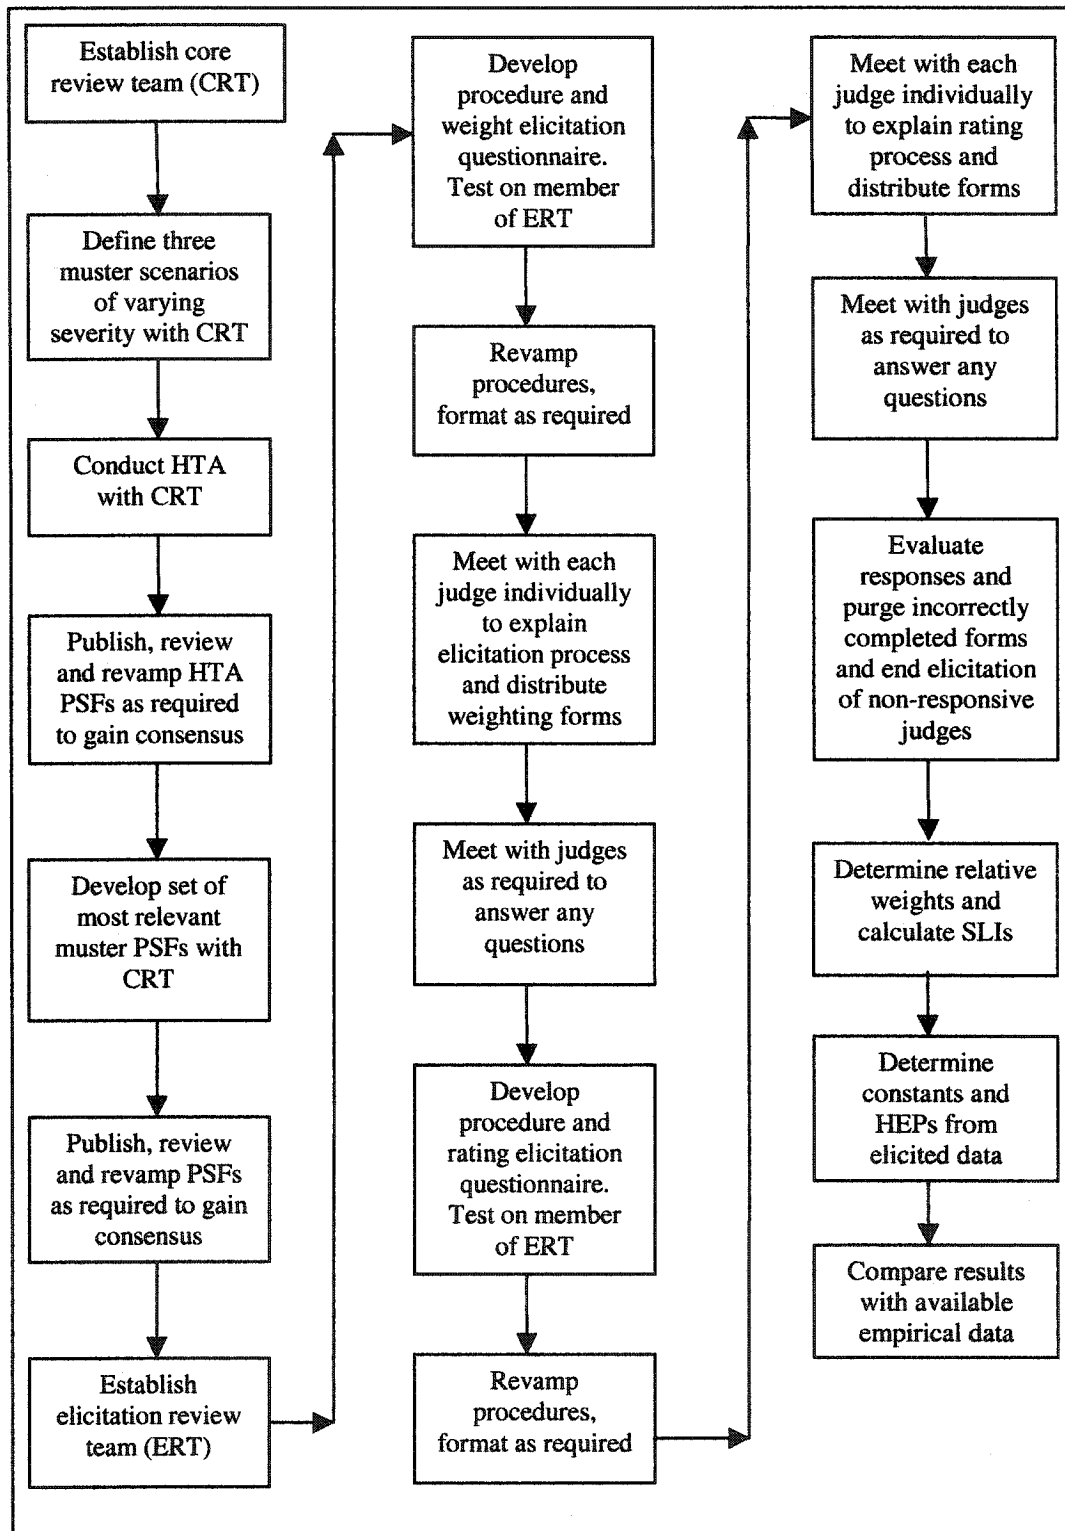 Establish core
review team (CRT)
Define three
muster scenarios
of varying
severity with CRT
Conduct HTA
with CRT
Publish, review
and revamp HTA
PSFs as required
to gain consensus
Develop set of
most relevant
muster PSFs with
CRT
Publish, review
and revamp PSFs
as required to gain
consensus
Establish
elicitation review
team (ERT)
Develop
procedure and
weight elicitation
questionnaire.
Test on member
of ERT
Revamp
procedures,
format as required
Meet with each
judge individually
to explain
elicitation process
and distribute
weighting forms
Meet with judges
as required to
answer any
questions
Develop
procedure and
rating elicitation
questionnaire.
Test on member
of ERT
Revamp
procedures,
format as required
Meet with each
judge individually
to explain rating
process and
distribute forms
Meet with judges
as required to
answer any
questions
Evaluate
responses and
purge incorrectly
completed forms
and end elicitation
of non-responsive
judges
Determine relative
weights and
calculate SLIs
Determine
constants and
HEPs from
elicited data
Compare results
with available
empirical data